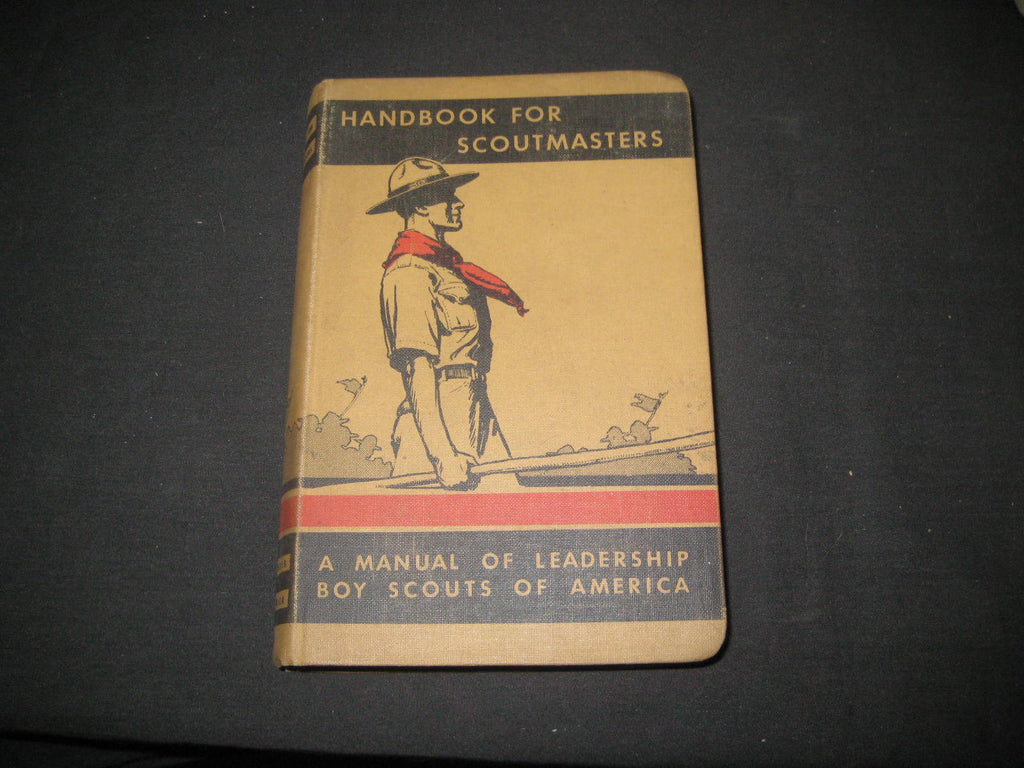 HANDBOOK FOR
SCOUTMASTERS
A MANUAL OF LEADERSHIP
BOY SCOUTS OF AMERICA